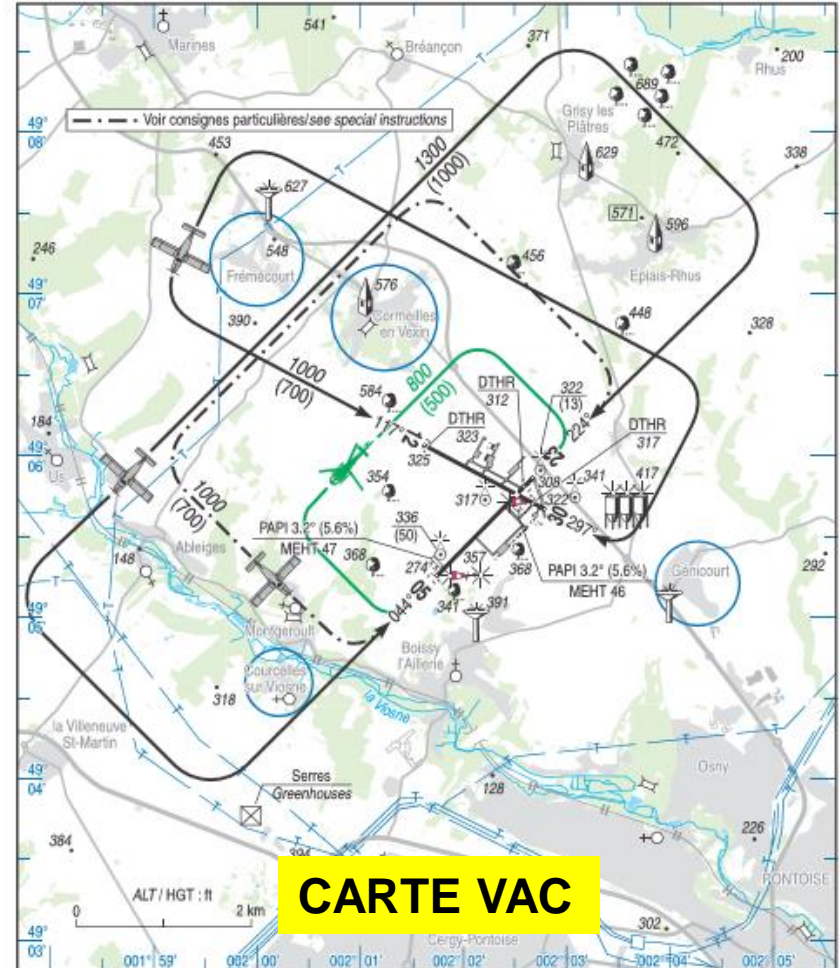 541
371
200
Marines
Bréançon
Rhus
689
Voir consignes particulières/see special instructions
Grisy les
Plâtres
49°
08'
453
472
338
629
1300
(1000)
627
571
596
246
548
456
Frémécourt
Epiais-Rhus
49°
07'
576
Cormeilles
en Vexin
448
390
328
1000
(700)
800
(500)
584
DTHR
312
322
(13)
224°
184
117°
12
DTHR
323
23
DTHR
317
49°
06'
325
Us
354
308
341
417
317
322
30
297°
1000
(700)
336
(50)
PAPI 3.2° (5.6%)
MEHT 47
274
357
148
Ableiges
368
368
PAPI 3.2° (5.6%)
MEHT 46
Génicourt
292
05
341
391
044°
49°
05'
Montgeroult
Boissy
l'Aillerie
Courcelles
sur Viosne
318
la Viosne
la Villeneuve
St-Martin
49°
04'
Serres
Greenhouses
Osny
128
226
384
394
PONTOISE
CARTE VAC
ALT / HGT : ft
0
2 km
302
49°
03'
Cergy-Pontoise
001° 59'
002° 00'
002° 01'
002° 02'
002° 03'
002° 04'
002° 05'